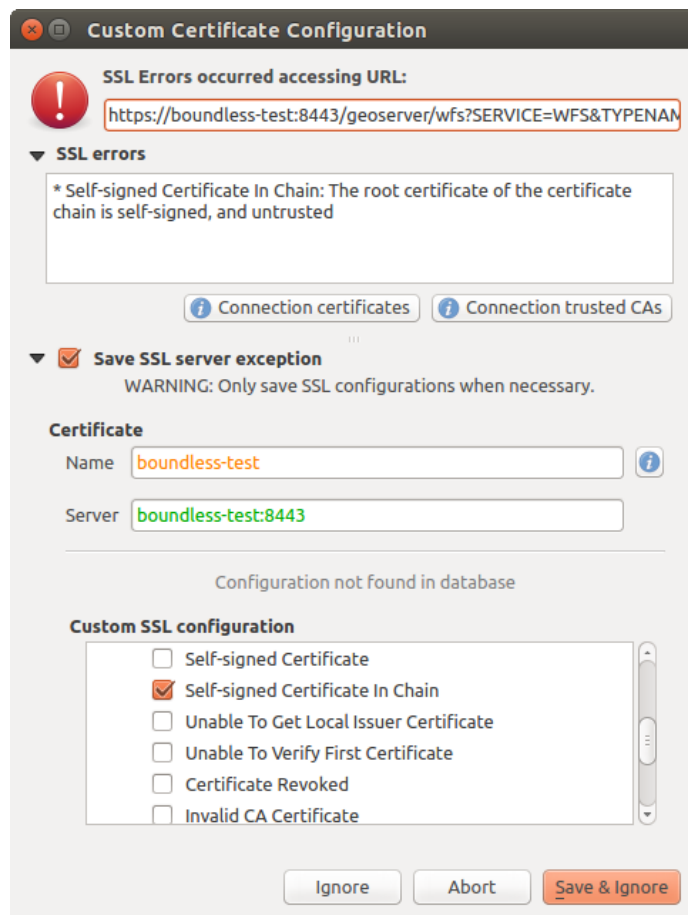 Custom Certificate Configuration
SSL Errors occurred accessing URL:
https://boundless-test:8443/geoserver/wfs?SERVICE=WFS&TYPENAM
SSL errors
* Self-signed Certificate In Chain: The root certificate of the certificate
chain is self-signed, and untrusted
Connection certificates
Connection trusted CAs
Save SSL server exception
WARNING: Only save SSL configurations when necessary.
Certificate
Name boundless-test
Server boundless-test:8443
Configuration not found in database
Custom SSL configuration
Self-signed Certificate
Self-signed Certificate In Chain
Unable To Get Local Issuer Certificate
Unable To Verify First Certificate
Certificate Revoked
Invalid CA Certificate
Ignore Abort Save & Ignore